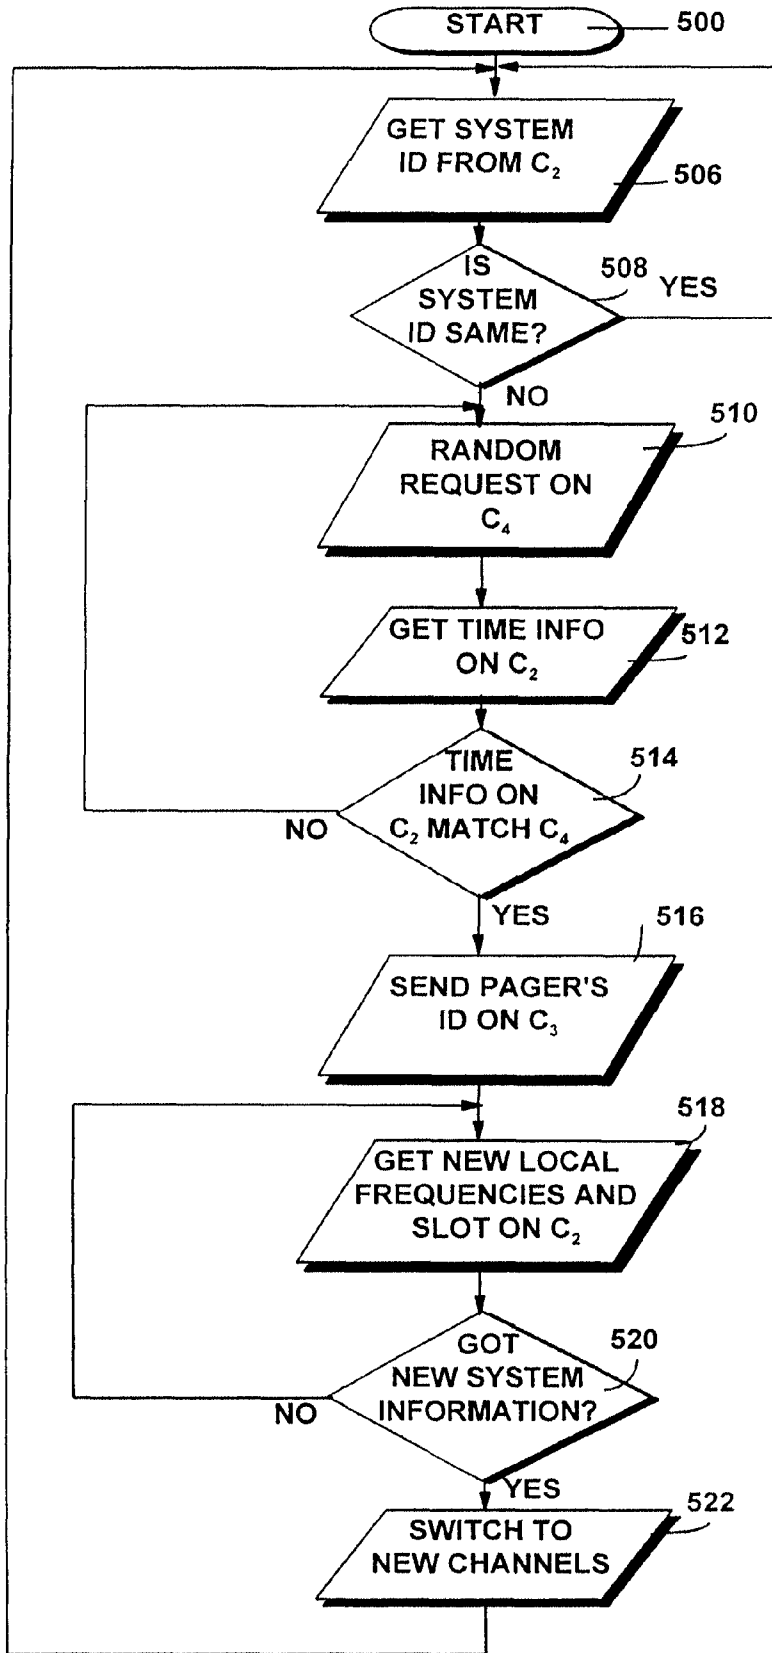 START
500
GET SYSTEM
ID FROM C₂
506
IS
SYSTEM
ID SAME?
508
YES
NO
510
RANDOM
REQUEST ON
C₄
GET TIME INFO
ON C₂
512
TIME
INFO ON
C₂ MATCH C₄
514
NO
YES
516
SEND PAGER'S
ID ON C₃
518
GET NEW LOCAL
FREQUENCIES AND
SLOT ON C₂
GOT
NEW SYSTEM
INFORMATION?
520
NO
YES
SWITCH TO
NEW CHANNELS
522